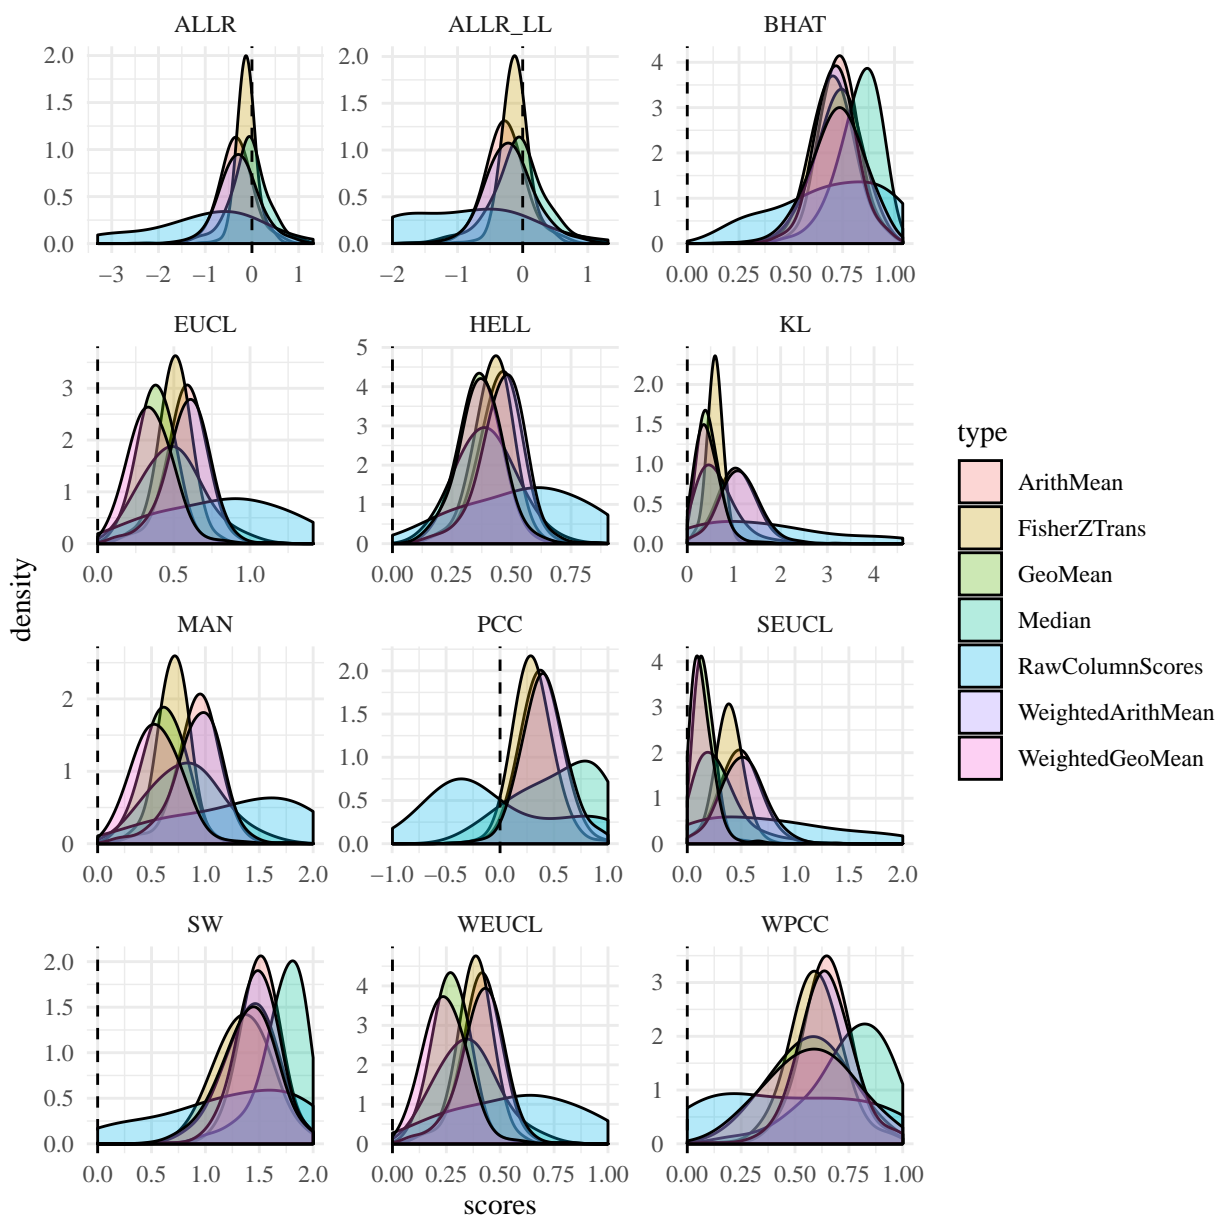 ALLR ALLR_LL BHAT
2.0 2.0 4
1.5 1.5 3
1.0 1.0 2
0.5 0.5 1
0.0 0.0 0
−3 −2 −1 0 1 −2 −1 0 1 0.00 0.25 0.50 0.75 1.00
EUCL HELL KL
3 5 2.0
2 4 1.5
1 3 1.0
0 2 0.5
1 0.0
0
0.0 0.5 1.0 0.00 0.25 0.50 0.75 0 1 2 3 4
MAN PCC SEUCL
2 2.0 4
1 1.5 3
0 1.0 2
0.5 1
0.0 0
0.0 0.5 1.0 1.5 2.0 −1.0 −0.5 0.0 0.5 1.0 0.0 0.5 1.0 1.5 2.0
SW WEUCL WPCC
2.0 4 3
1.5 3 2
1.0 2 1
0.5 1 0
0.0 0
0.0 0.5 1.0 1.5 2.0 0.00 0.25 0.50 0.75 1.00 0.00 0.25 0.50 0.75 1.00
scores
density
type
ArithMean
FisherZTrans
GeoMean
Median
RawColumnScores
WeightedArithMean
WeightedGeoMean